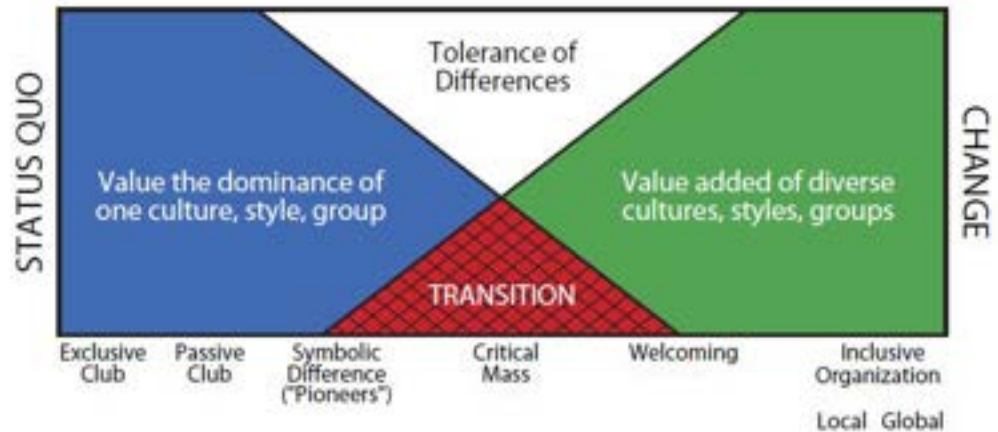 Tolerance of
Differences
STATUS QUO
Value the dominance of
one culture, style, group
Value added of diverse
cultures, styles, groups
CHANGE
TRANSITION
Exclusive
Club
Passive
Club
Symbolic
Difference
("Pioneers")
Critical
Mass
Welcoming
Inclusive
Organization
Local Global